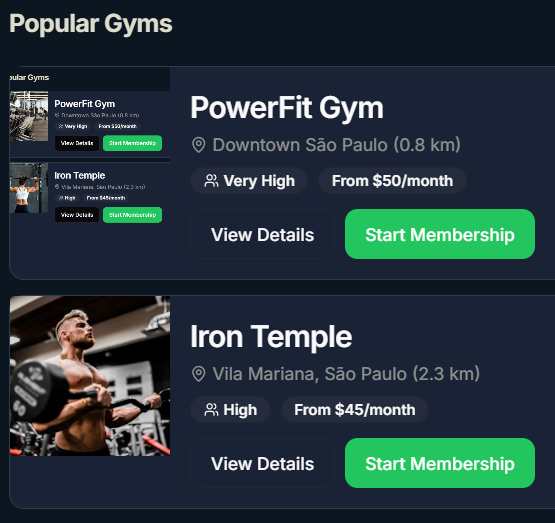 Popular Gyms
pular Gyms
PowerFit Gym
Downtown São Paulo (0.8 km)
Very High From $50/month
View Details Start Membership
Iron Temple
Vila Mariana, São Paulo (2.3 km)
High From $45/month
View Details Start Membership
PowerFit Gym
Downtown São Paulo (0.8 km)
Very High From $50/month
View Details Start Membership
Iron Temple
Vila Mariana, São Paulo (2.3 km)
High From $45/month
View Details Start Membership